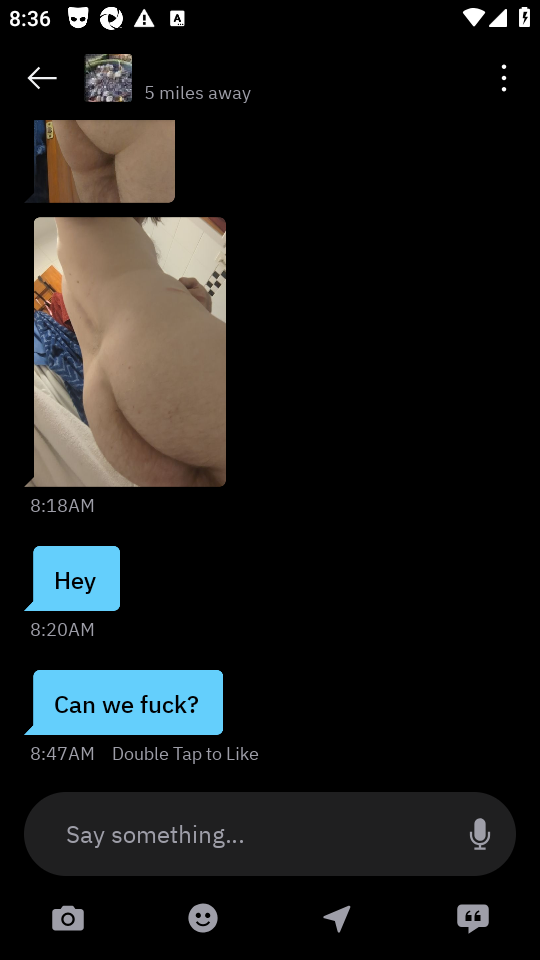 8:36
5 miles away
8:18AM
Hey
8:20AM
Can we fuck?
8:47AM Double Tap to Like
Say something...